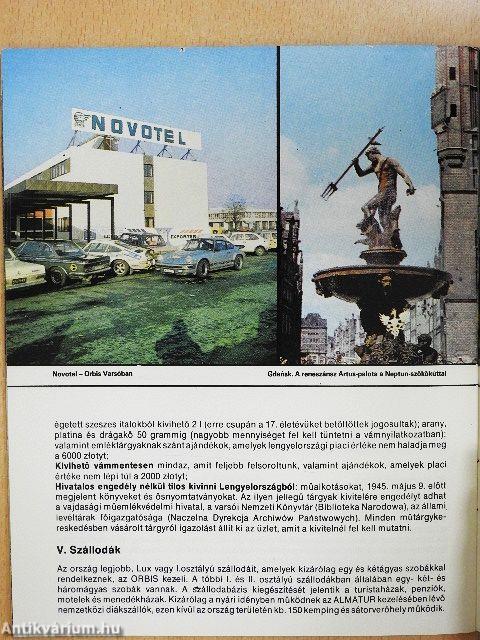 NOVOTEL
EXPORTER
Novotel – Orbis Varsóban
Gdańsk. A reneszánsz Artus-palota a Neptun-szökőkúttal
égetett szeszes italokból kivihető 2 l (erre csupán a 17. életévüket betöltöttek jogosultak); arany,
platina és drágakő 50 grammig (nagyobb mennyiséget fel kell tüntetni a vámnyilatkozatban):
valamint emléktárgyaknak szánt ajándékok, amelyek lengyelországi piaci értéke nem haladja meg
a 6000 zlotyt;
Kivihető vámmentesen mindaz, amit feljebb felsoroltunk, valamint ajándékok, amelyek piaci
értéke nem lépi túl a 2000 zlotyt;
Hivatalos engedély nélkül tilos kivinni Lengyelországból: műalkotásokat, 1945. május 9. előtt
megjelent könyveket és ősnyomtatványokat. Az ilyen jellegű tárgyak kivitelére engedélyt adhat
a vajdasági műemlékvédelmi hivatal, a varsói Nemzeti Könyvtár (Biblioteka Narodowa), az állami
levéltárak főigazgatósága (Naczelna Dyrekcja Archiwów Państwowych). Minden műtárgyke-
reskedésben vásárolt tárgyról igazolást állít ki az üzlet, amit a kivitelnél fel kell mutatni.
V. Szállodák
Az ország legjobb, Lux vagy I.osztályú szállodáit, amelyek kizárólag egy és kétágyas szobákkal
rendelkeznek, az ORBIS kezeli. A többi I. és II. osztályú szállodákban általában egy- két- és
háromágyas szobák vannak. A szállodabázis kiegészítését jelentik a turistaházak, penziók,
motelek és menedékházak. Kizárólag a nyári idényben működnek az ALMATUR kezelésében lévő
nemzetközi diákszállók, ezen kívül az ország területén kb. 150 kemping és sátorverőhely működik.
Antikvárium.hu